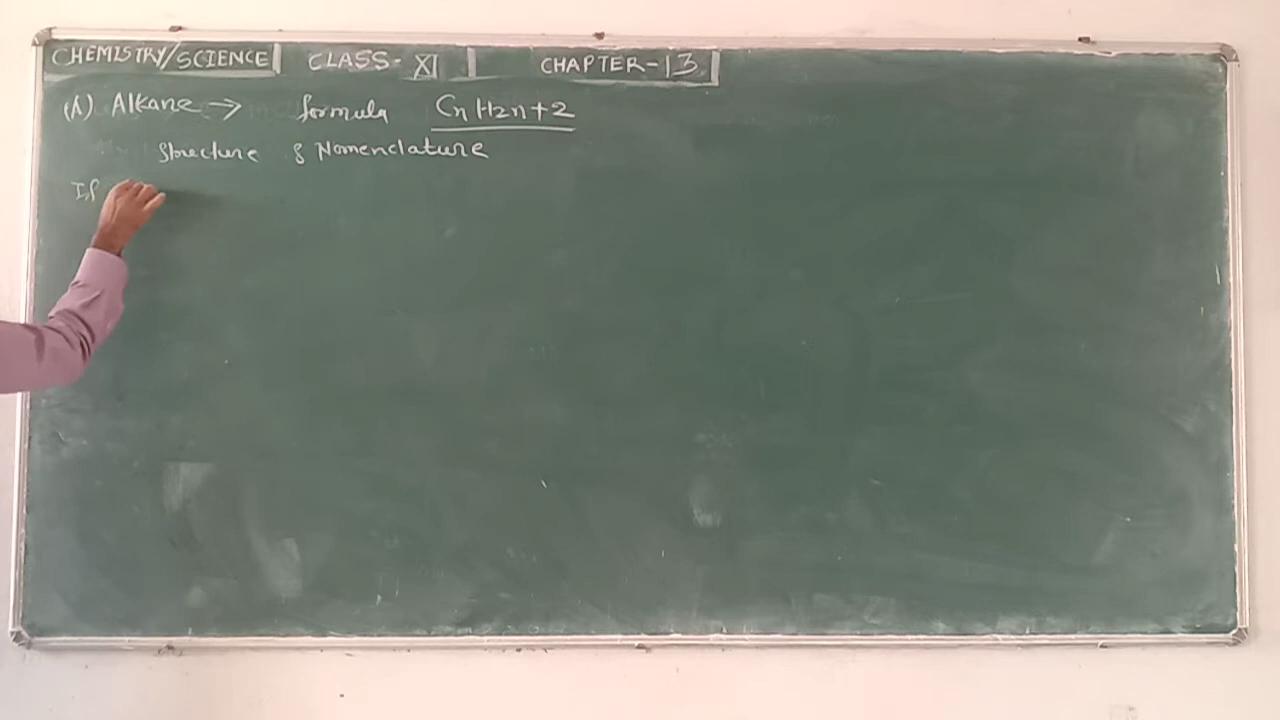 CHEMISTRY/SCIENCE | CLASS - XI | CHAPTER - 13
(A) Alkane → formula CnH2n+2
Structure & Nomenclature
If